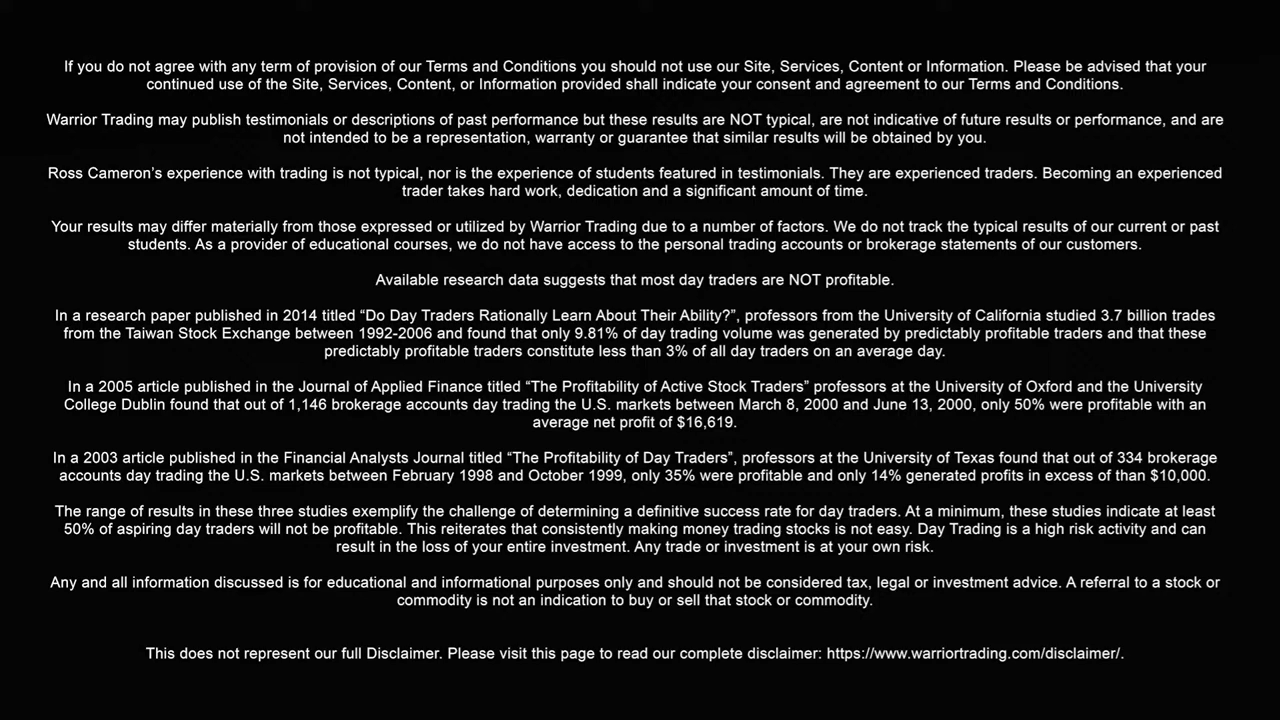 If you do not agree with any term of provision of our Terms and Conditions you should not use our Site, Services, Content or Information. Please be advised that your
continued use of the Site, Services, Content, or Information provided shall indicate your consent and agreement to our Terms and Conditions.
Warrior Trading may publish testimonials or descriptions of past performance but these results are NOT typical, are not indicative of future results or performance, and are
not intended to be a representation, warranty or guarantee that similar results will be obtained by you.
Ross Cameron's experience with trading is not typical, nor is the experience of students featured in testimonials. They are experienced traders. Becoming an experienced
trader takes hard work, dedication and a significant amount of time.
Your results may differ materially from those expressed or utilized by Warrior Trading due to a number of factors. We do not track the typical results of our current or past
students. As a provider of educational courses, we do not have access to the personal trading accounts or brokerage statements of our customers.
Available research data suggests that most day traders are NOT profitable.
In a research paper published in 2014 titled “Do Day Traders Rationally Learn About Their Ability?”, professors from the University of California studied 3.7 billion trades
from the Taiwan Stock Exchange between 1992-2006 and found that only 9.81% of day trading volume was generated by predictably profitable traders and that these
predictably profitable traders constitute less than 3% of all day traders on an average day.
In a 2005 article published in the Journal of Applied Finance titled “The Profitability of Active Stock Traders” professors at the University of Oxford and the University
College Dublin found that out of 1,146 brokerage accounts day trading the U.S. markets between March 8, 2000 and June 13, 2000, only 50% were profitable with an
average net profit of $16,619.
In a 2003 article published in the Financial Analysts Journal titled “The Profitability of Day Traders”, professors at the University of Texas found that out of 334 brokerage
accounts day trading the U.S. markets between February 1998 and October 1999, only 35% were profitable and only 14% generated profits in excess of than $10,000.
The range of results in these three studies exemplify the challenge of determining a definitive success rate for day traders. At a minimum, these studies indicate at least
50% of aspiring day traders will not be profitable. This reiterates that consistently making money trading stocks is not easy. Day Trading is a high risk activity and can
result in the loss of your entire investment. Any trade or investment is at your own risk.
Any and all information discussed is for educational and informational purposes only and should not be considered tax, legal or investment advice. A referral to a stock or
commodity is not an indication to buy or sell that stock or commodity.
This does not represent our full Disclaimer. Please visit this page to read our complete disclaimer: https://www.warriortrading.com/disclaimer/.